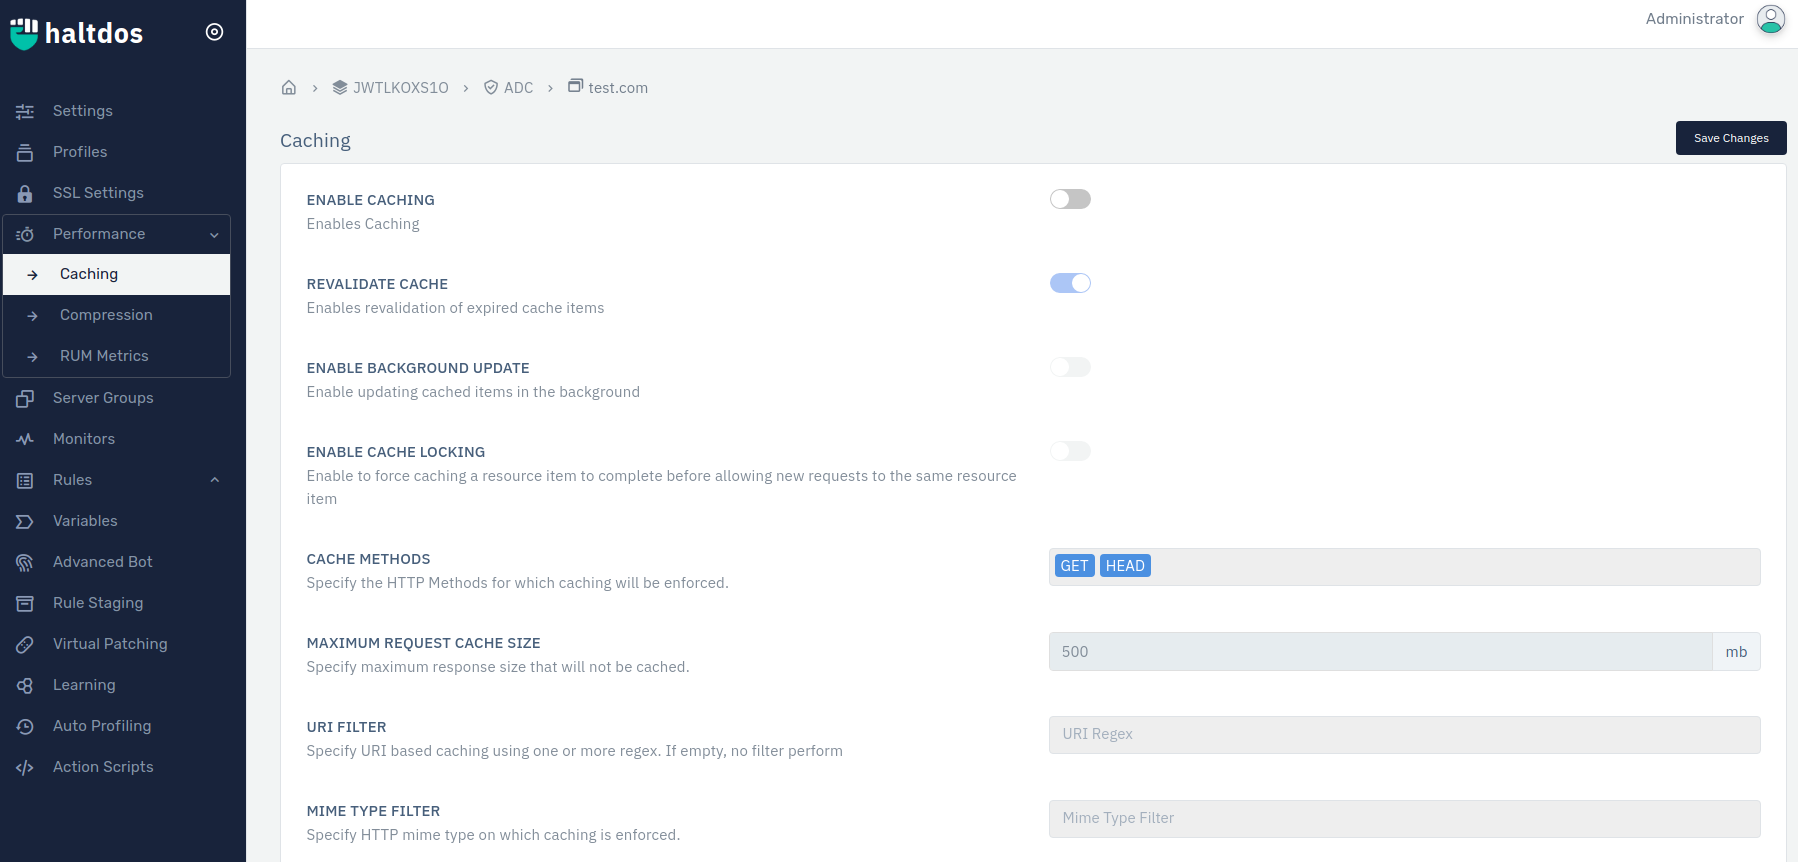 haltdos
Administrator
Settings
Profiles
SSL Settings
Performance
Caching
Compression
RUM Metrics
Server Groups
Monitors
Rules
Variables
Advanced Bot
Rule Staging
Virtual Patching
Learning
Auto Profiling
Action Scripts
JWTLKOXS1O > ADC > test.com
Caching
Save Changes
ENABLE CACHING
Enables Caching
REVALIDATE CACHE
Enables revalidation of expired cache items
ENABLE BACKGROUND UPDATE
Enable updating cached items in the background
ENABLE CACHE LOCKING
Enable to force caching a resource item to complete before allowing new requests to the same resource
item
CACHE METHODS
Specify the HTTP Methods for which caching will be enforced.
GET HEAD
MAXIMUM REQUEST CACHE SIZE
Specify maximum response size that will not be cached.
500 mb
URI FILTER
Specify URI based caching using one or more regex. If empty, no filter perform
URI Regex
MIME TYPE FILTER
Specify HTTP mime type on which caching is enforced.
Mime Type Filter